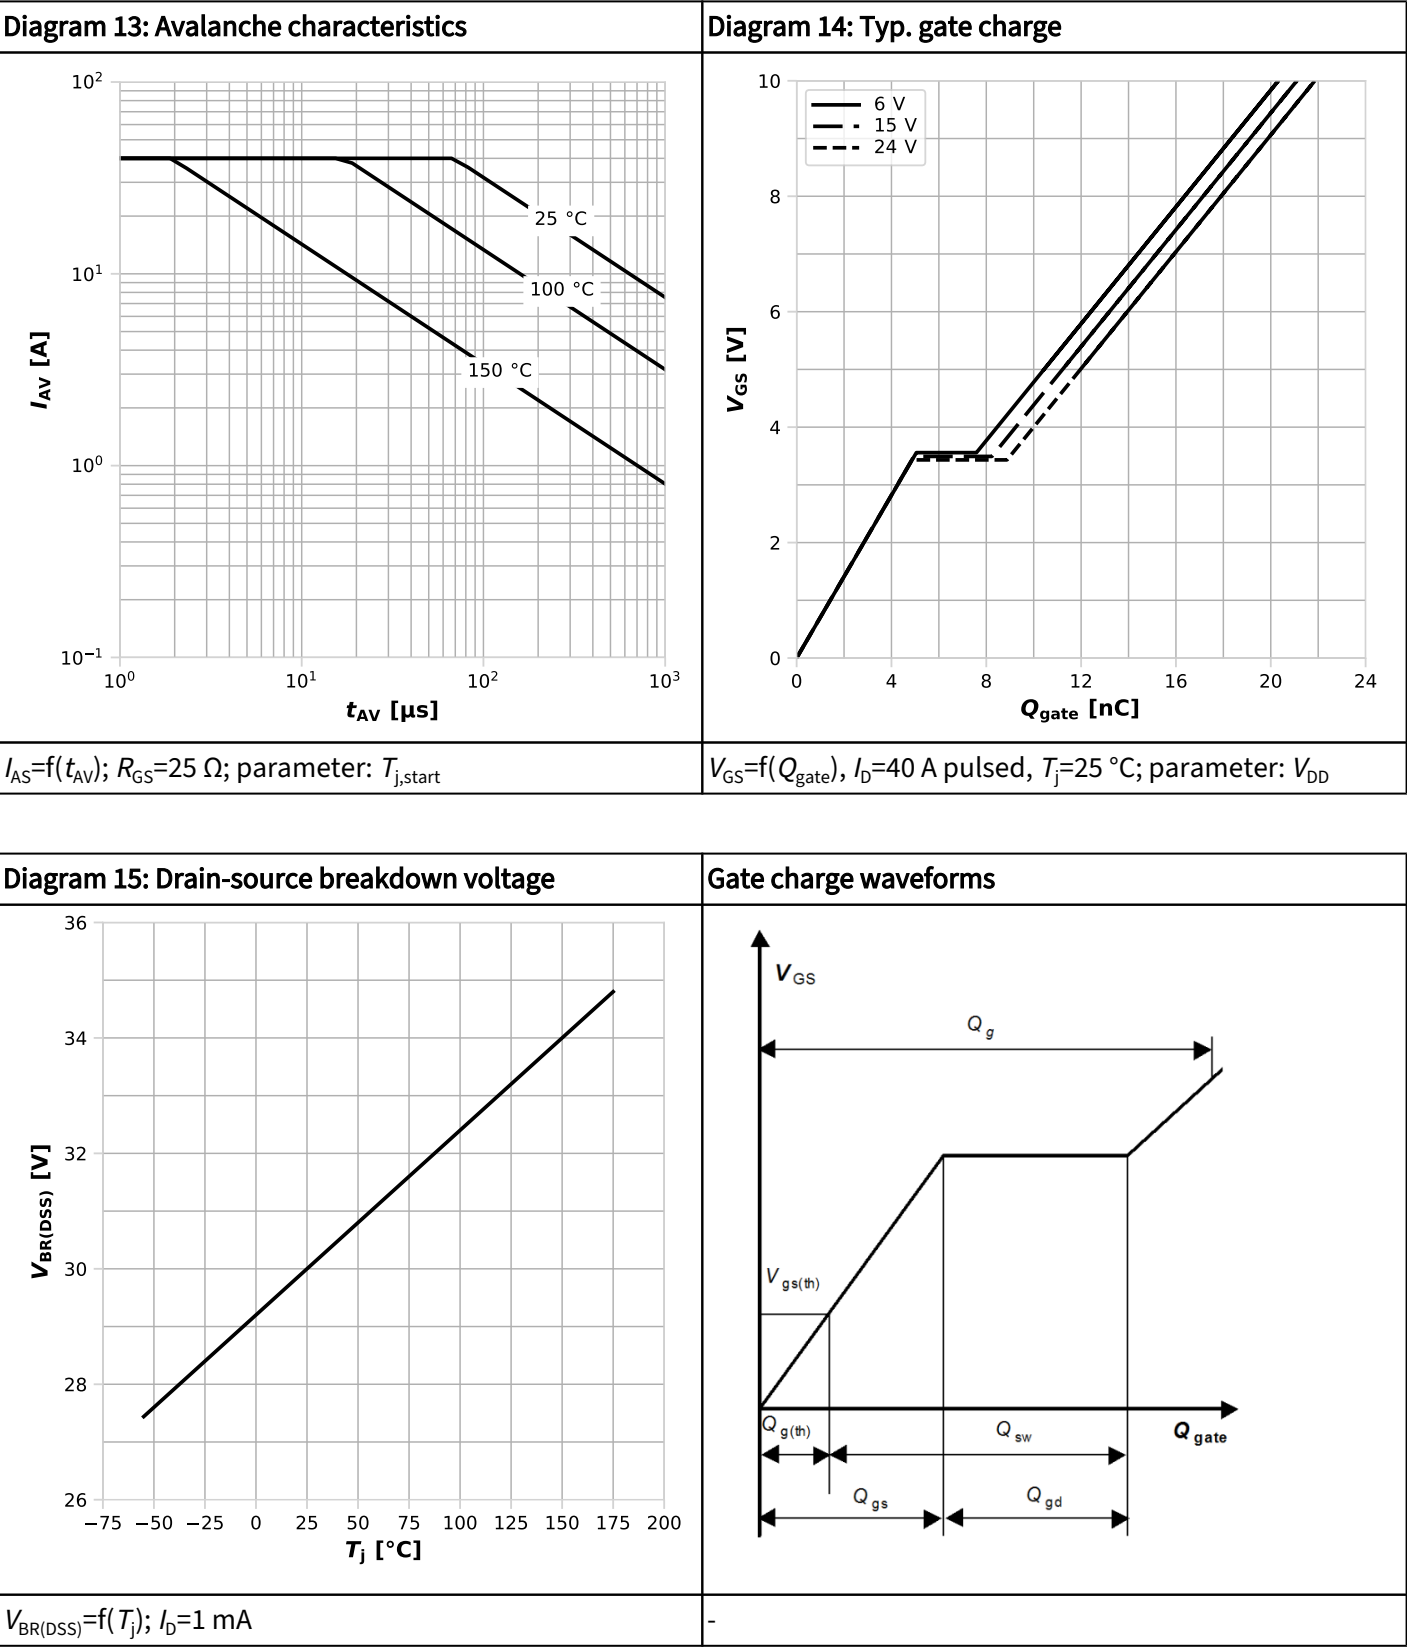 Diagram 13: Avalanche characteristics
10²
10¹
10⁰
10⁻¹
I_AV [A]
25 °C
100 °C
150 °C
10⁰ 10¹ 10² 10³
t_AV [µs]
I_AS=f(t_AV); R_GS=25 Ω; parameter: T_j,start
Diagram 14: Typ. gate charge
6 V
15 V
24 V
10
8
6
4
2
0
V_GS [V]
0 4 8 12 16 20 24
Q_gate [nC]
V_GS=f(Q_gate), I_D=40 A pulsed, T_j=25 °C; parameter: V_DD
Diagram 15: Drain-source breakdown voltage
36
34
32
30
28
26
V_BR(DSS) [V]
−75 −50 −25 0 25 50 75 100 125 150 175 200
T_j [°C]
V_BR(DSS)=f(T_j); I_D=1 mA
Gate charge waveforms
V_GS
Q_g
V_gs(th)
Q_g(th)
Q_sw
Q_gate
Q_gs
Q_gd
-